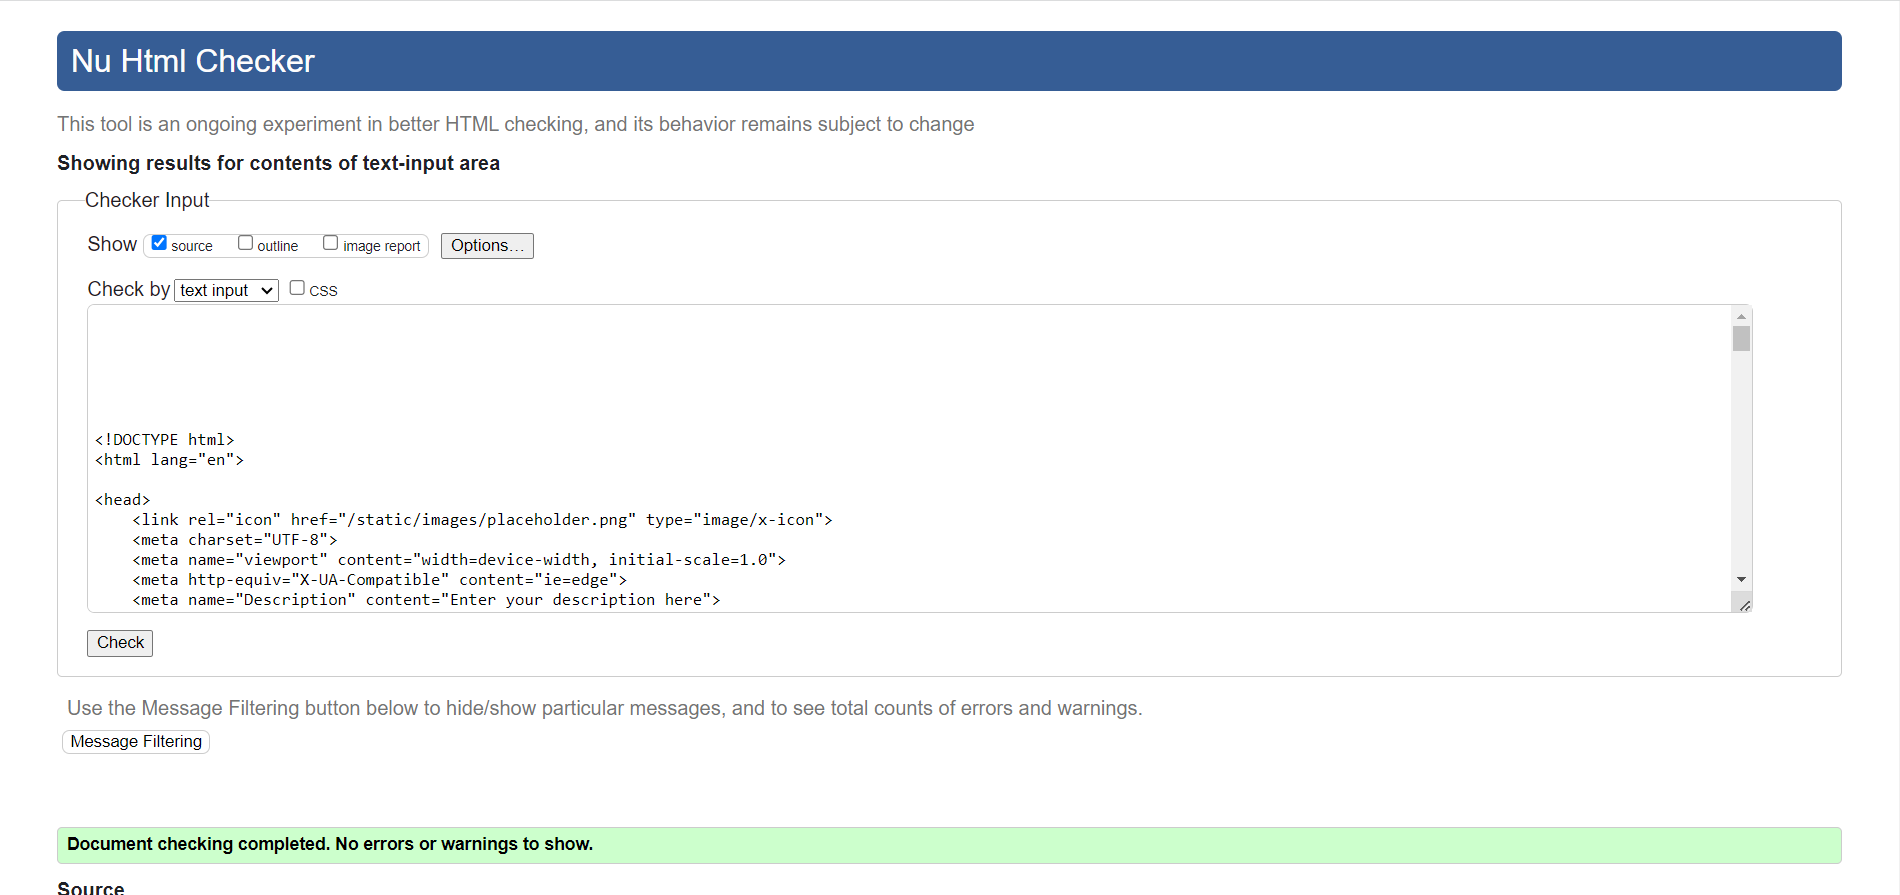 Nu Html Checker
This tool is an ongoing experiment in better HTML checking, and its behavior remains subject to change
Showing results for contents of text-input area
Checker Input
Show source outline image report Options...
Check by text input CSS
<!DOCTYPE html>
<html lang="en">
<head>
<link rel="icon" href="/static/images/placeholder.png" type="image/x-icon">
<meta charset="UTF-8">
<meta name="viewport" content="width=device-width, initial-scale=1.0">
<meta http-equiv="X-UA-Compatible" content="ie=edge">
<meta name="Description" content="Enter your description here">
Check
Use the Message Filtering button below to hide/show particular messages, and to see total counts of errors and warnings.
Message Filtering
Document checking completed. No errors or warnings to show.
Source